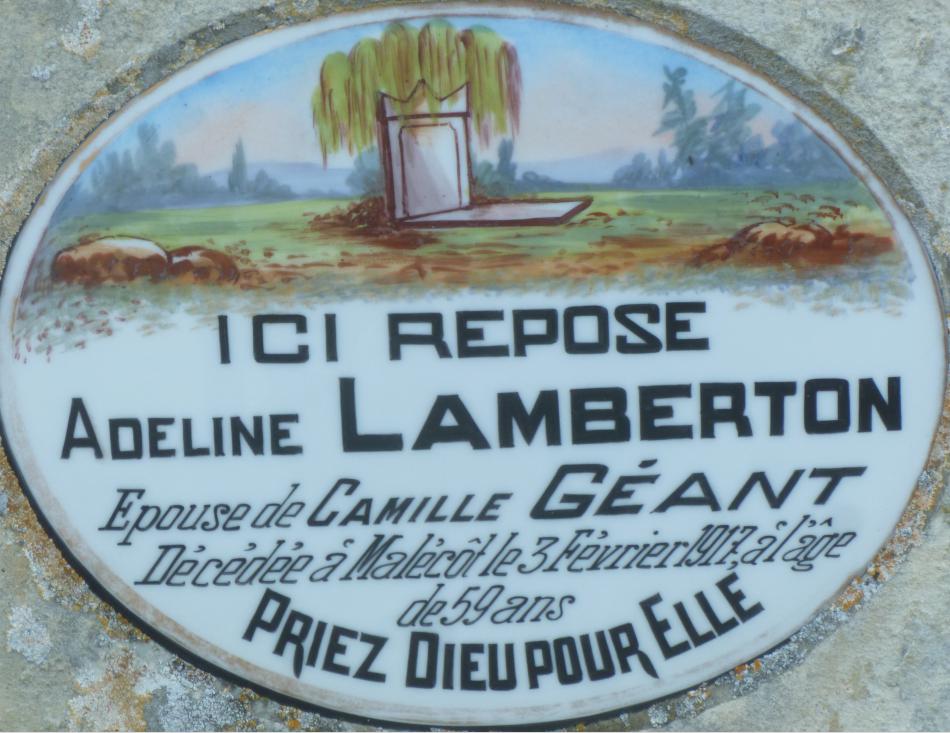 ICI REPOSE
ADELINE LAMBERTON
Epouse de CAMILLE GÉANT
Décédée à Malécôt le 3 Février 1917, à l'âge
de 59 ans
PRIEZ DIEU POUR ELLE